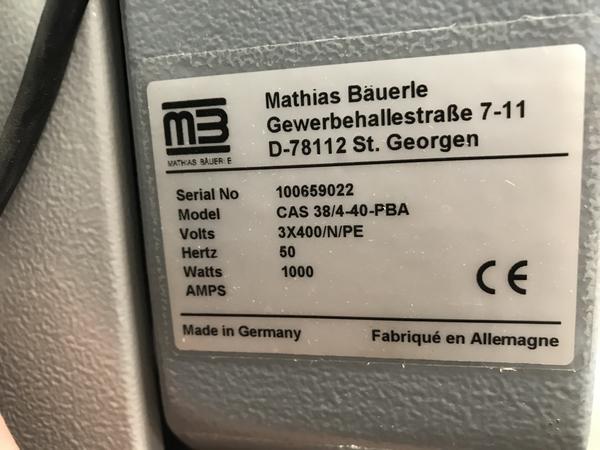 mB
MATHIAS BÄUERLE
Mathias Bäuerle
Gewerbehallestraße 7-11
D-78112 St. Georgen
Serial No 100659022
Model CAS 38/4-40-PBA
Volts 3X400/N/PE
Hertz 50
Watts 1000
AMPS
CE
Made in Germany Fabriqué en Allemagne